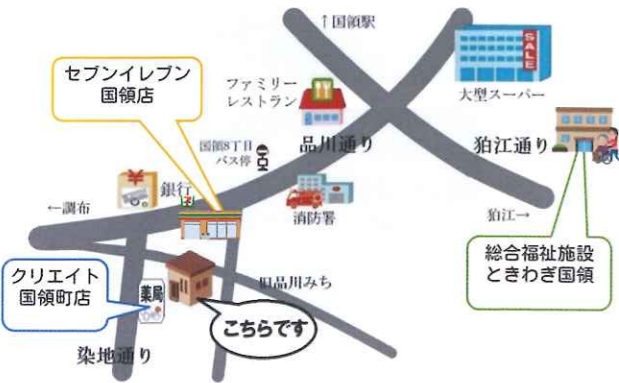 ↑国領駅
セブンイレブン
国領店
ファミリー
レストラン
SALE
大型スーパー
国領8丁目
バス停
品川通り
狛江通り
銀行
7
消防署
←調布
狛江→
総合福祉施設
ときわぎ国領
クリエイト
国領町店
薬局
旧品川みち
こちらです
染地通り